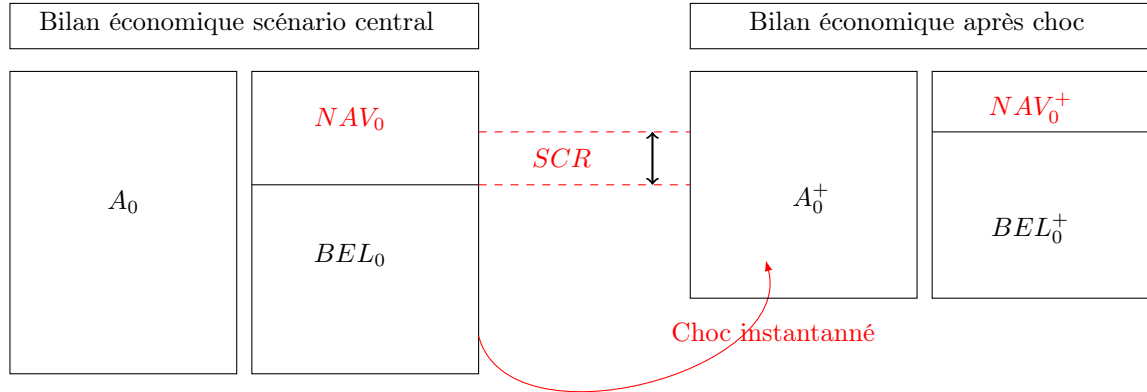 Bilan économique scénario central
Bilan économique après choc
NAV₀
NAV₀⁺
SCR
A₀
A₀⁺
BEL₀
BEL₀⁺
Choc instantanné